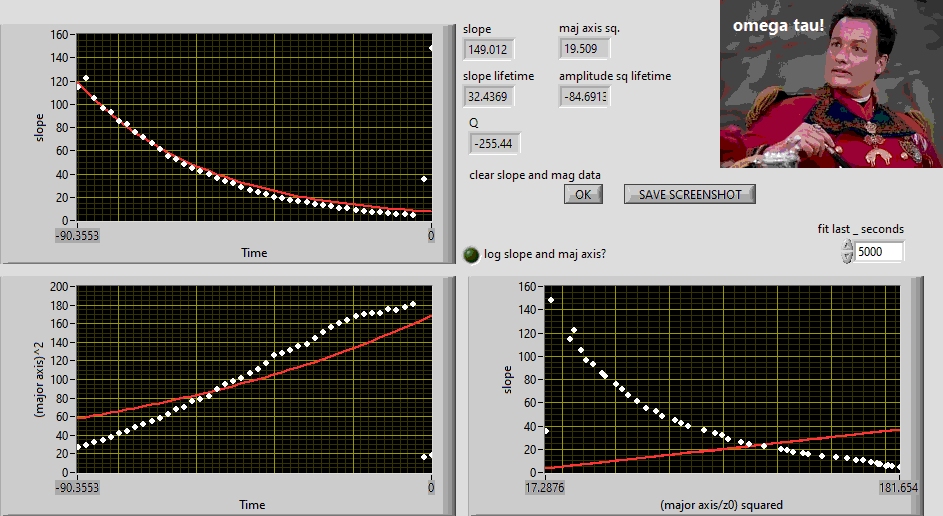 omega tau!
160
140
120
100
80
60
40
20
0
slope
-90.3553
0
Time
slope
149.012
maj axis sq.
19.509
slope lifetime
32.4369
amplitude sq lifetime
-84.6913
Q
-255.44
clear slope and mag data
OK
SAVE SCREENSHOT
fit last _ seconds
5000
log slope and maj axis?
200
180
160
140
120
100
80
60
40
20
0
(major axis)^2
-90.3553
0
Time
160
140
120
100
80
60
40
20
0
slope
17.2876
181.654
(major axis/z0) squared